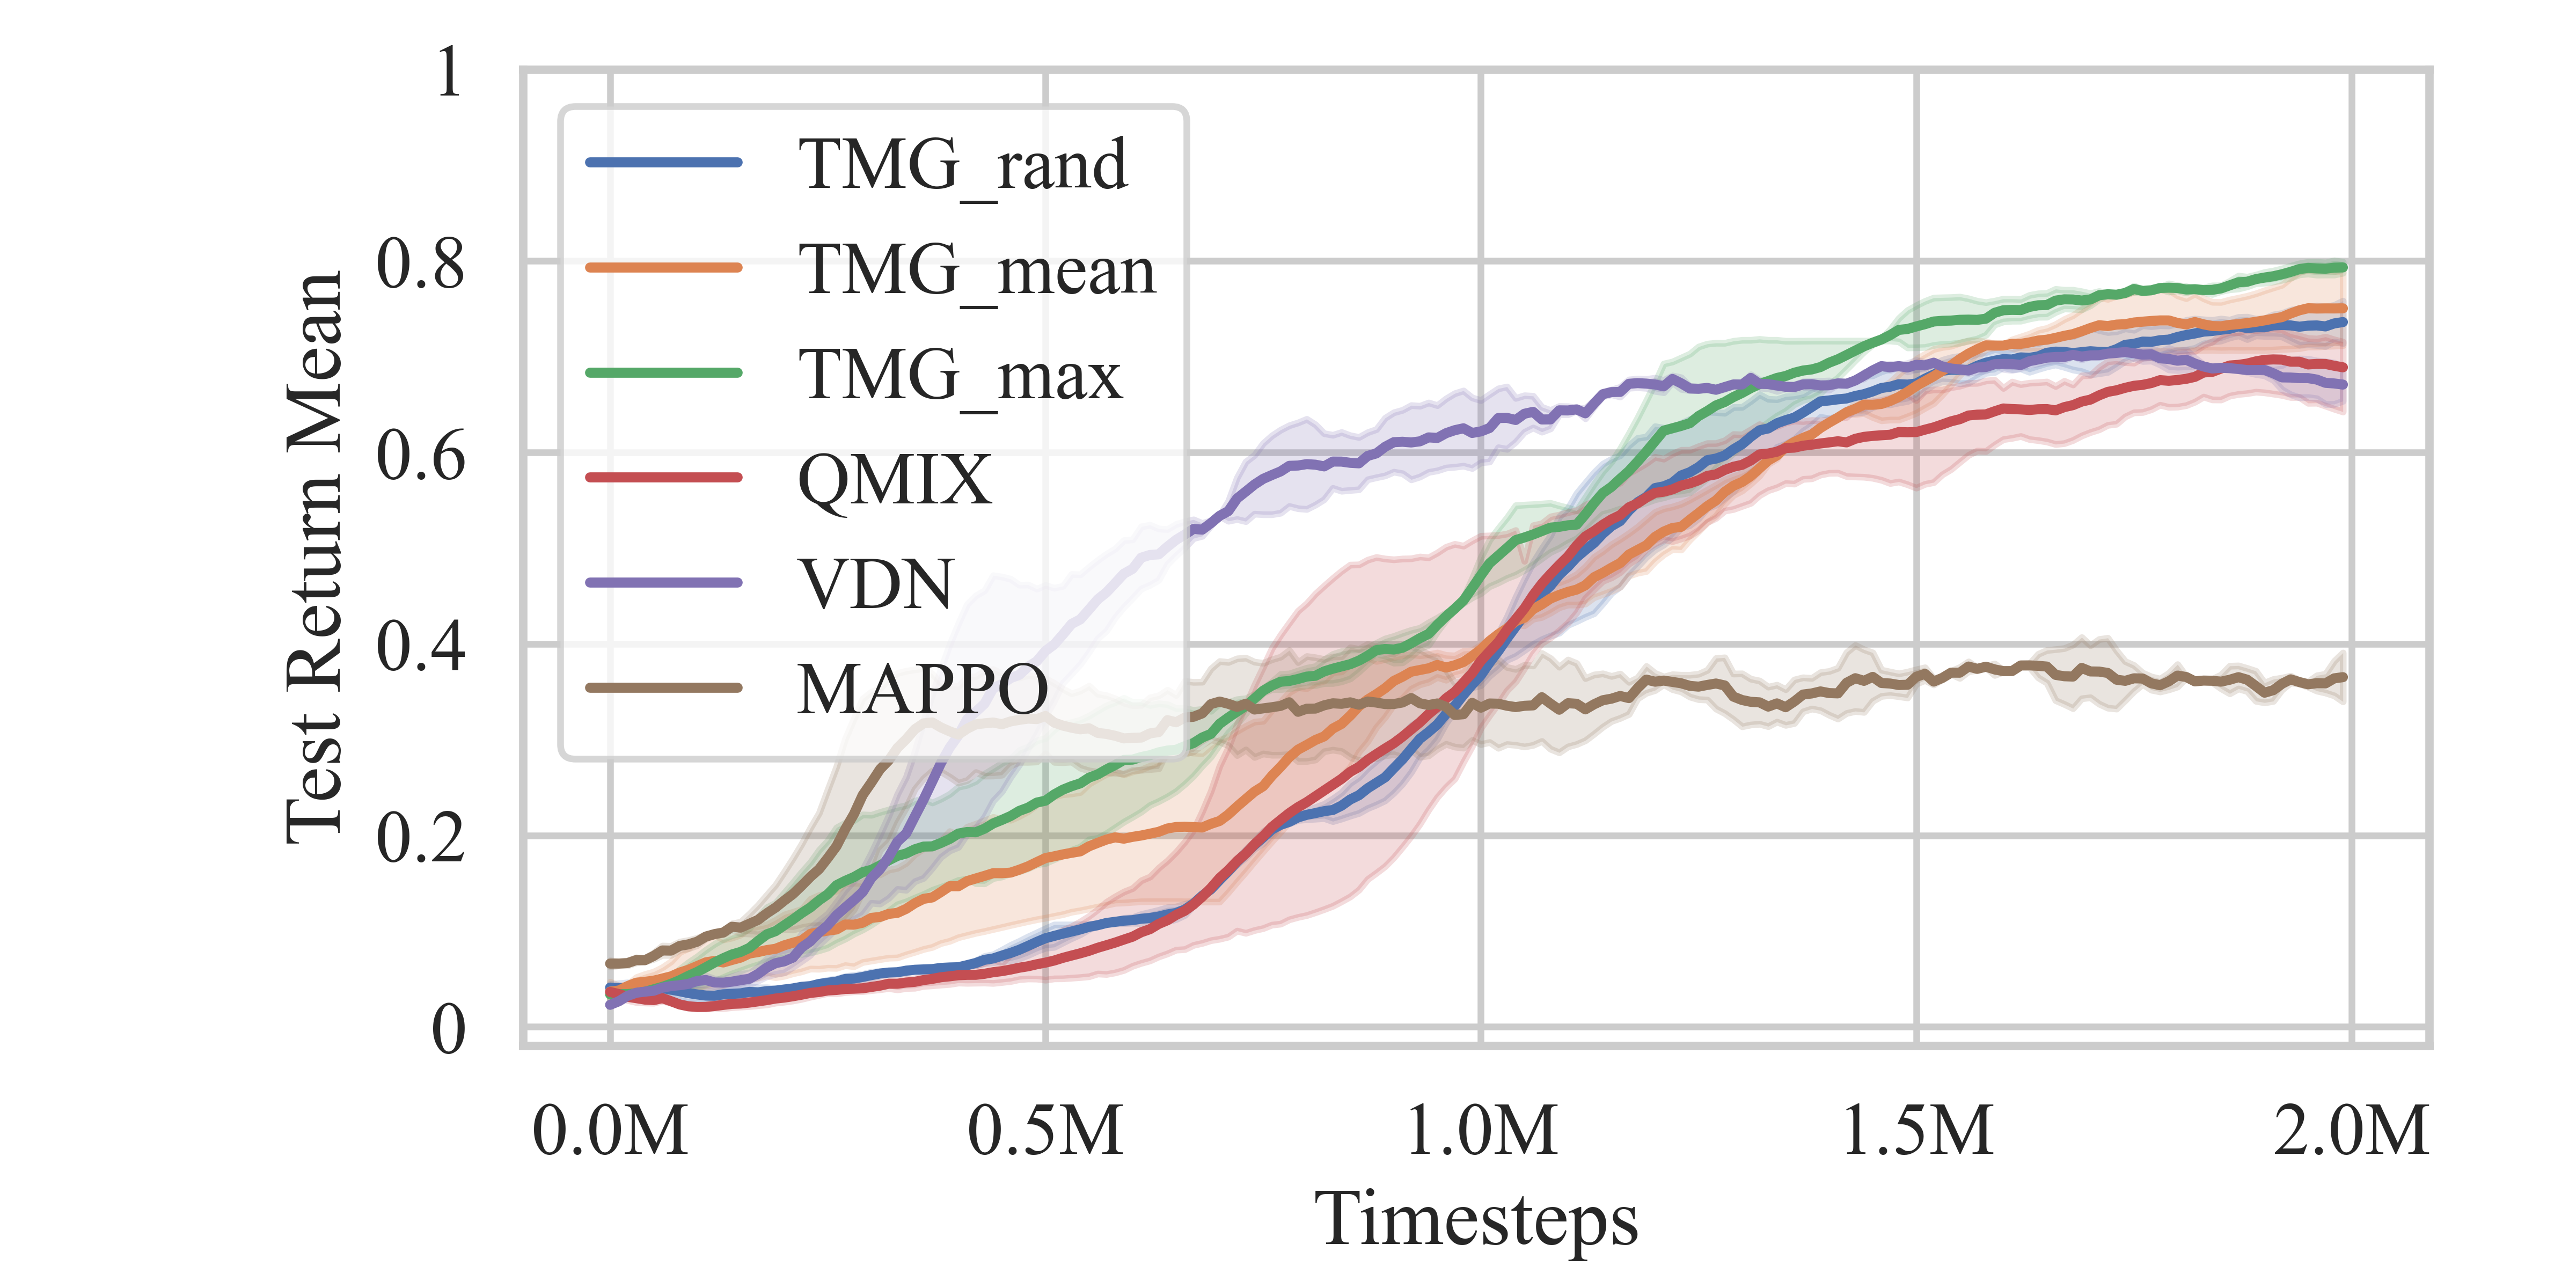 Test Return Mean
1
0.8
0.6
0.4
0.2
0
TMG_rand
TMG_mean
TMG_max
QMIX
VDN
MAPPO
0.0M 0.5M 1.0M 1.5M 2.0M
Timesteps